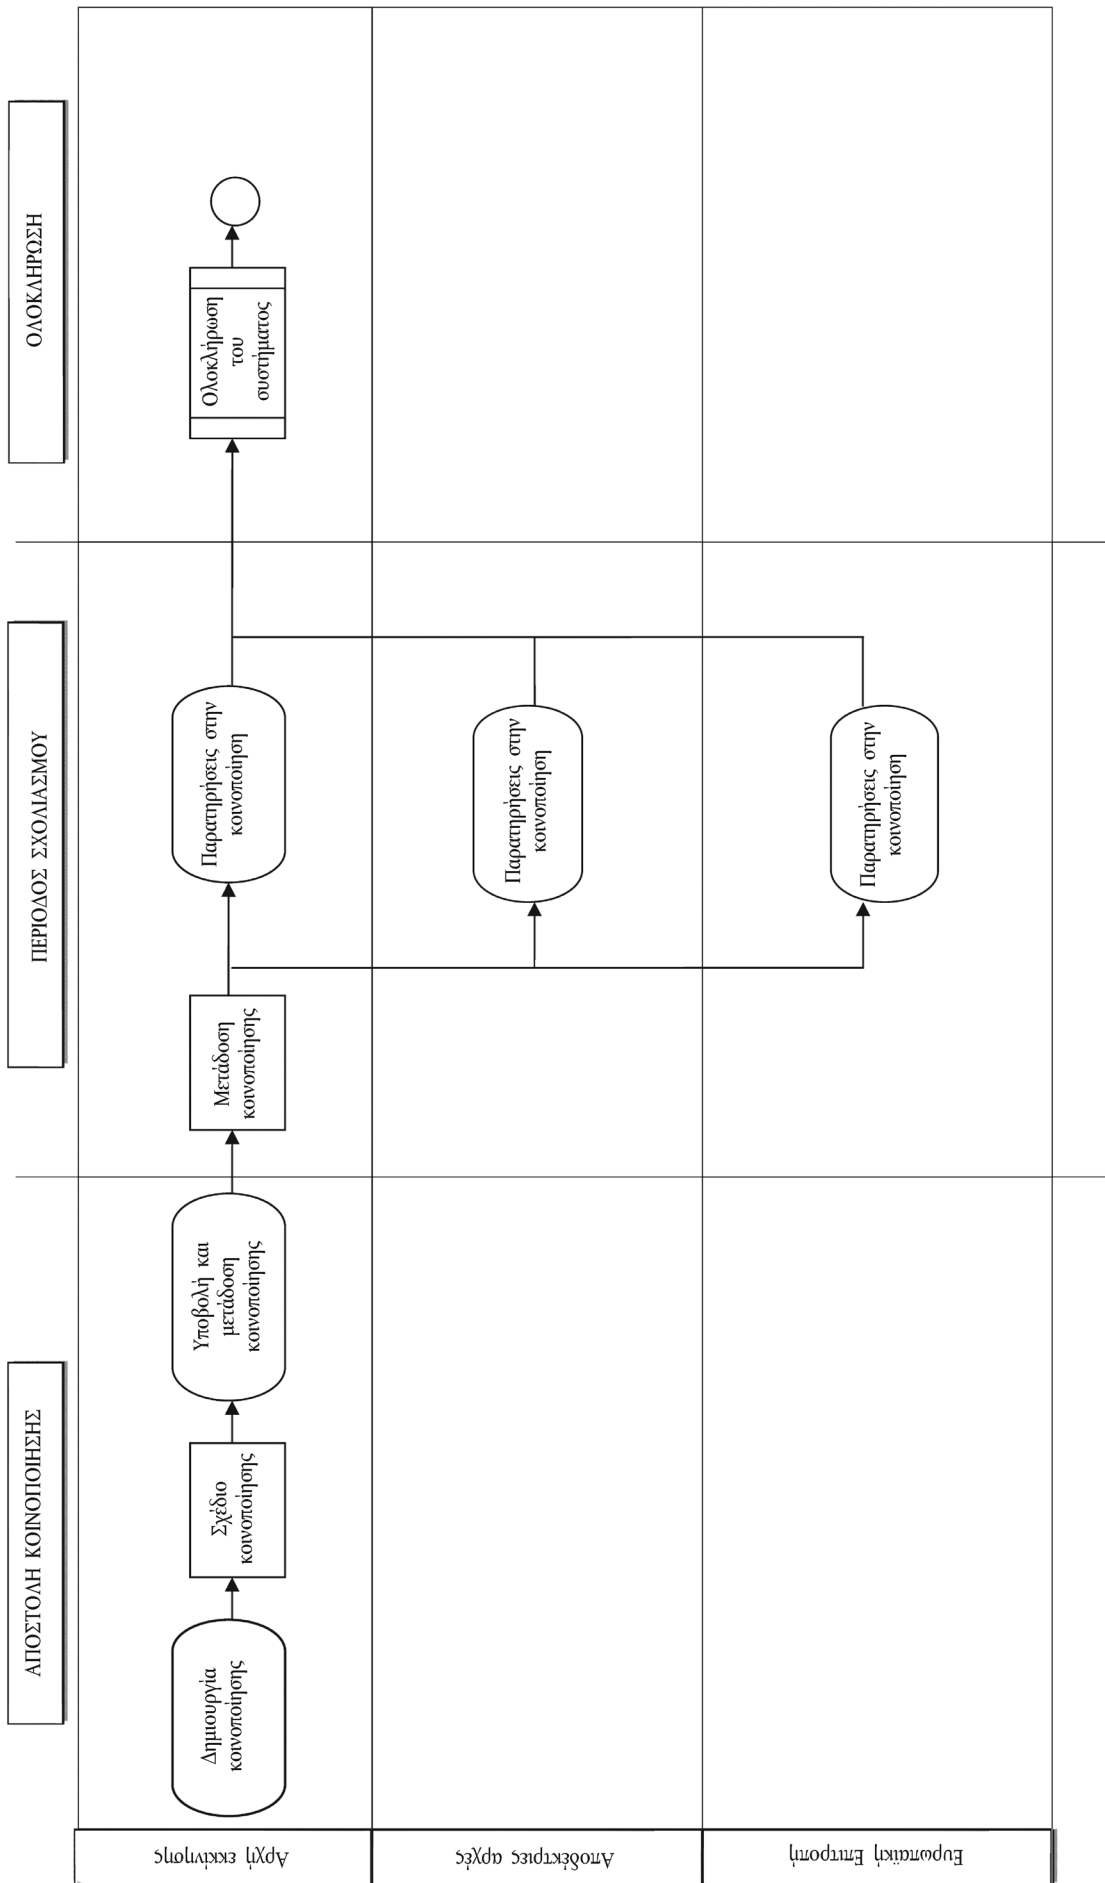 ΑΠΟΣΤΟΛΗ ΚΟΙΝΟΠΟΙΗΣΗΣ
ΠΕΡΙΟΔΟΣ ΣΧΟΛΙΑΣΜΟΥ
ΟΛΟΚΛΗΡΩΣΗ
Αρχή εκκίνησης
Δημιουργία
κοινοποίησης
Σχέδιο
κοινοποίησης
Υποβολή και
μετάδοση
κοινοποίησης
Μετάδοση
κοινοποίησης
Παρατηρήσεις στην
κοινοποίηση
Ολοκλήρωση
του
συστήματος
Αποδέκτριες αρχές
Παρατηρήσεις στην
κοινοποίηση
Ευρωπαϊκή Επιτροπή
Παρατηρήσεις στην
κοινοποίηση